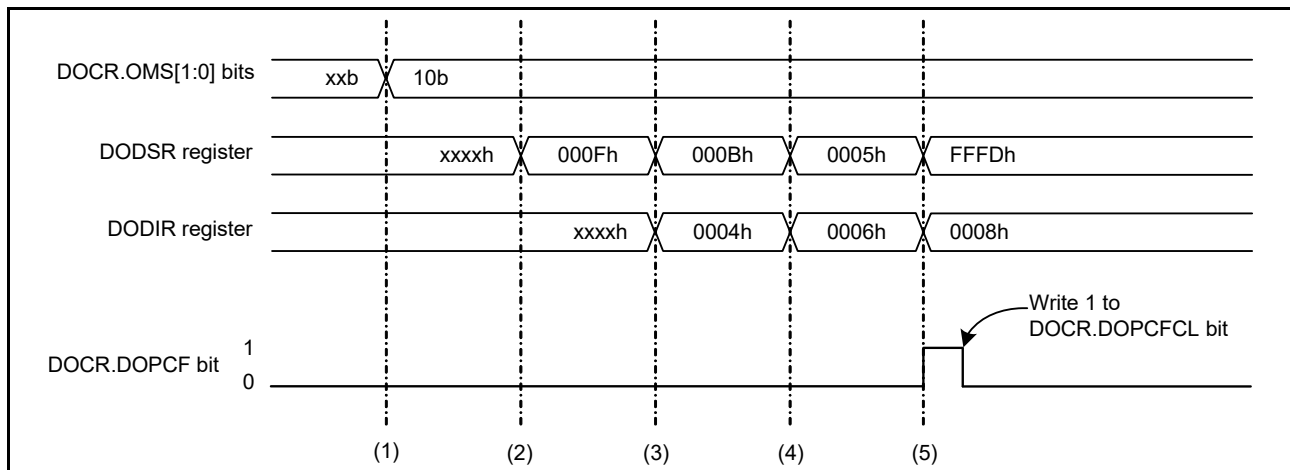 DOCR.OMS[1:0] bits
xxb
10b
DODSR register
xxxxh
000Fh
000Bh
0005h
FFFDh
DODIR register
xxxxh
0004h
0006h
0008h
Write 1 to
DOCR.DOPCFCL bit
DOCR.DOPCF bit
1
0
(1)
(2)
(3)
(4)
(5)